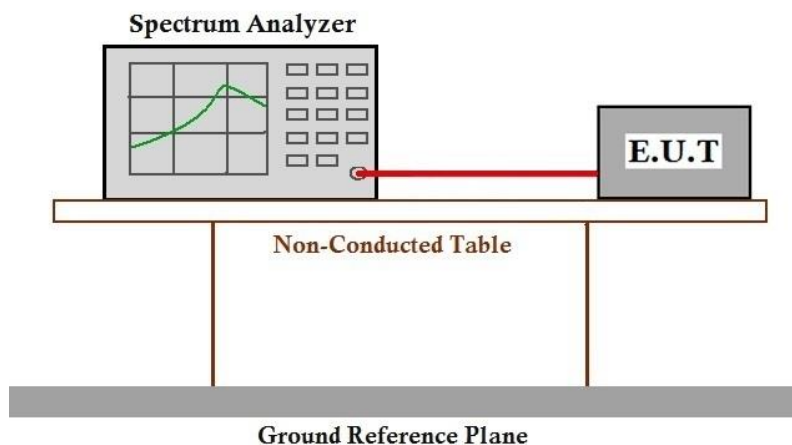 Spectrum Analyzer
E.U.T
Non-Conducted Table
Ground Reference Plane